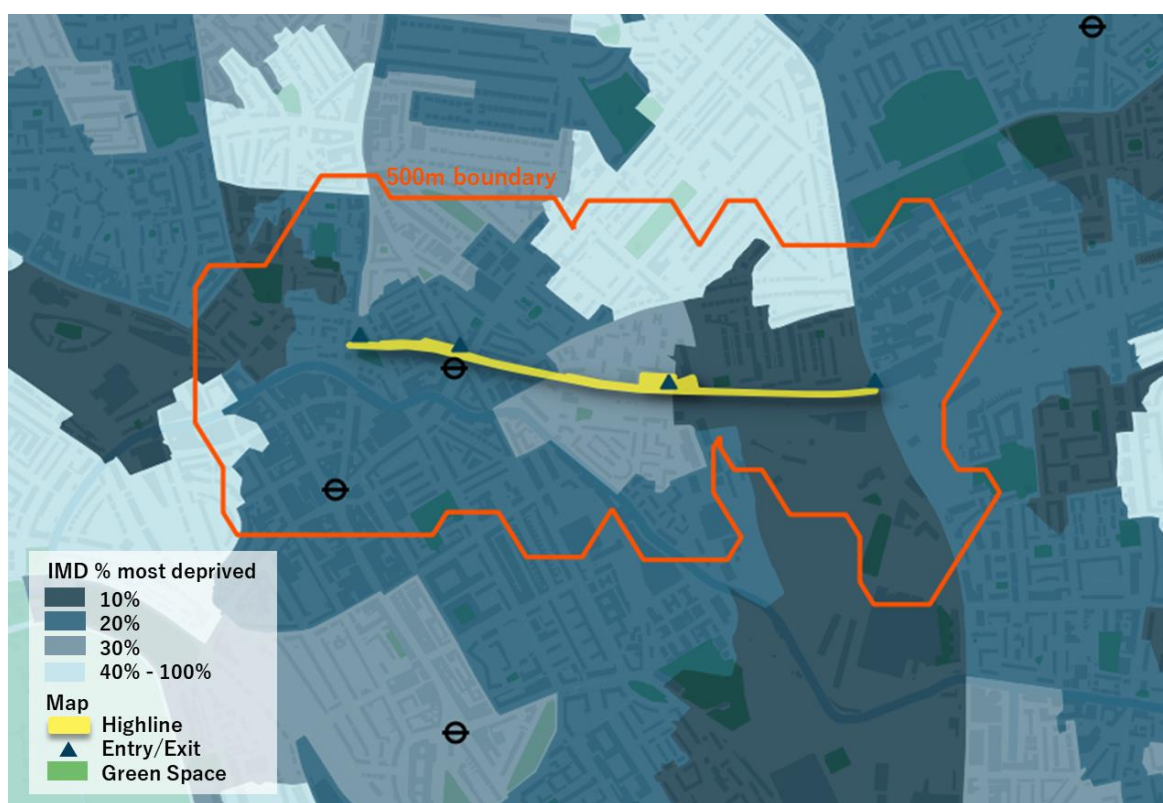 500m boundary
IMD % most deprived
10%
20%
30%
40% - 100%
Map
Highline
Entry/Exit
Green Space